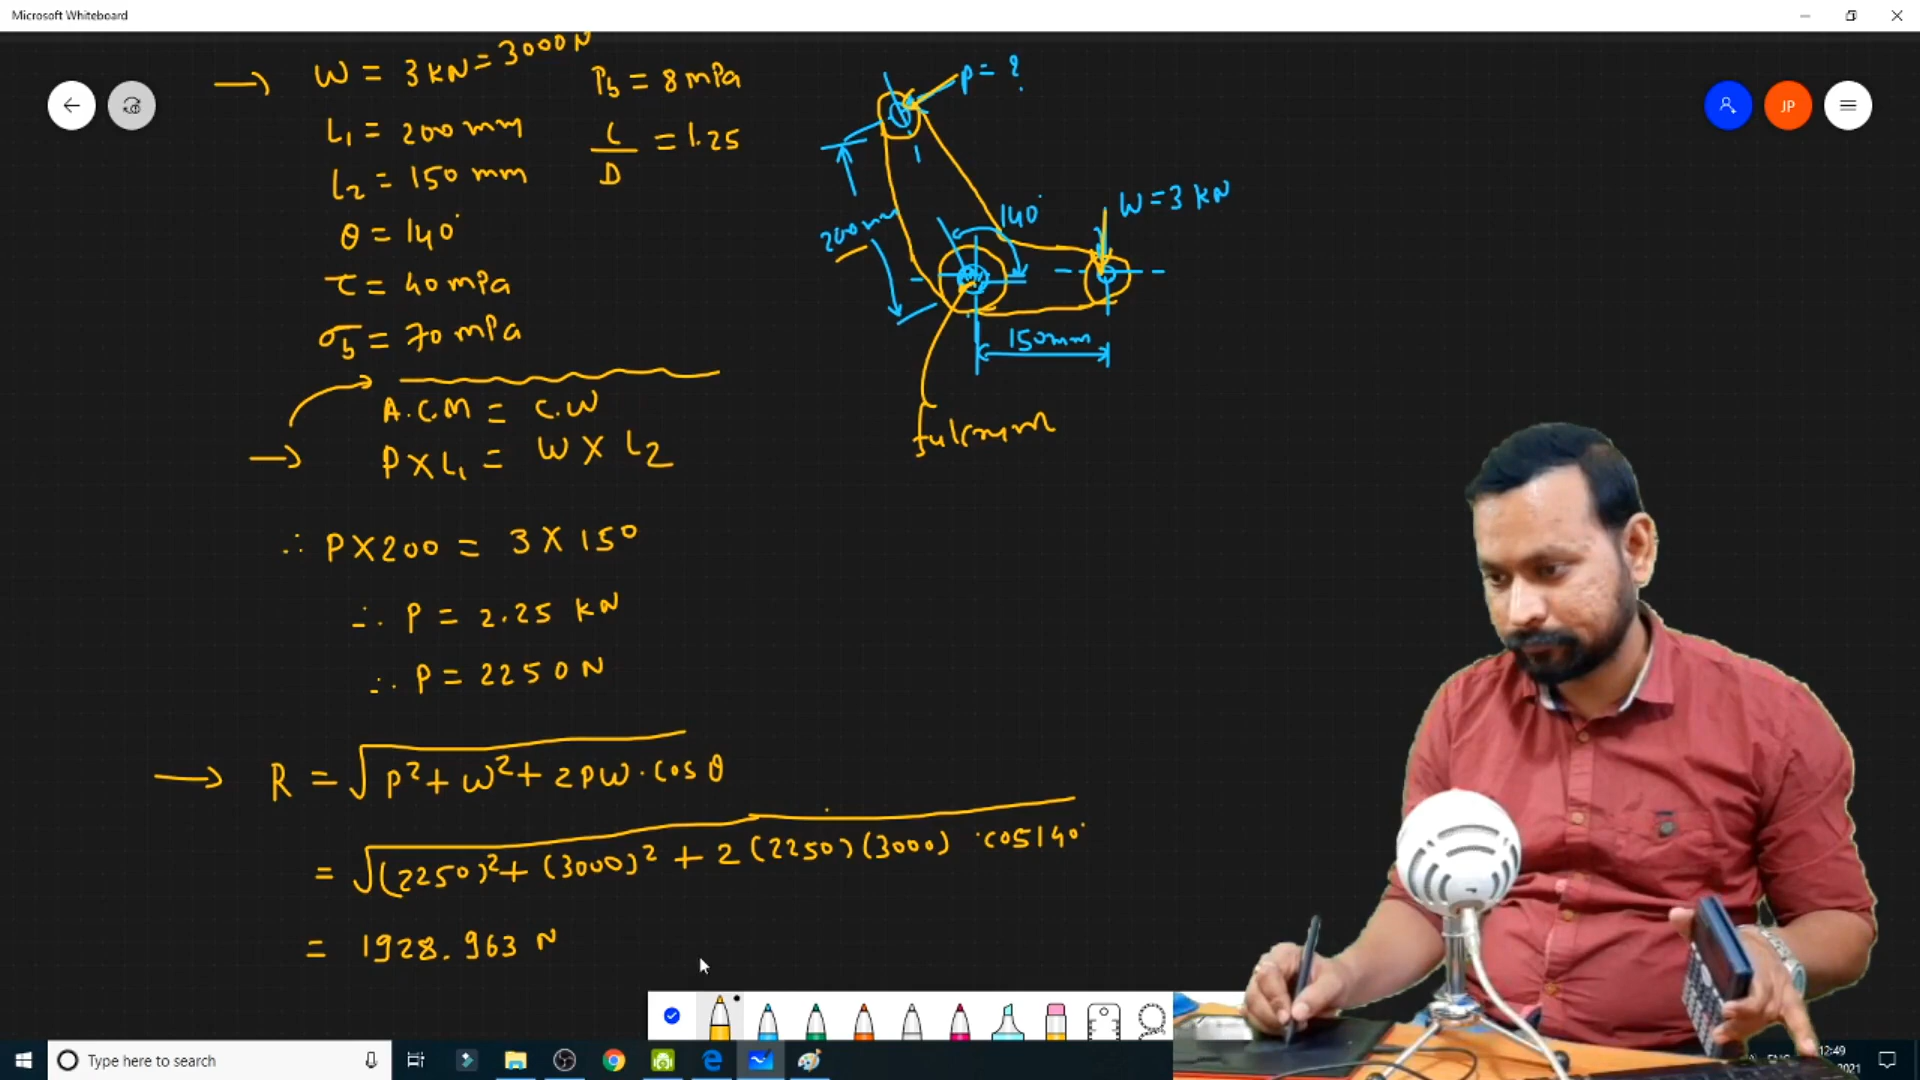 Microsoft Whiteboard
→ W = 3 kN = 3000 N
L₁ = 200 mm
L₂ = 150 mm
θ = 140°
τ = 40 mPa
σb = 70 mPa
Pb = 8 mPa
L/D = 1.25
A.C.M = C.W
→ P X L₁ = W X L₂
∴ P X 200 = 3 X 150
∴ P = 2.25 KN
∴ P = 2250 N
→ R = √P² + W² + 2PW · cos θ
= √(2250)² + (3000)² + 2 (2250) (3000) · cos 140°
= 1928.963 N
P = ?
200 mm
140°
W = 3 KN
150 mm
fulcrum
JP
Type here to search
ENG
12:49
2021